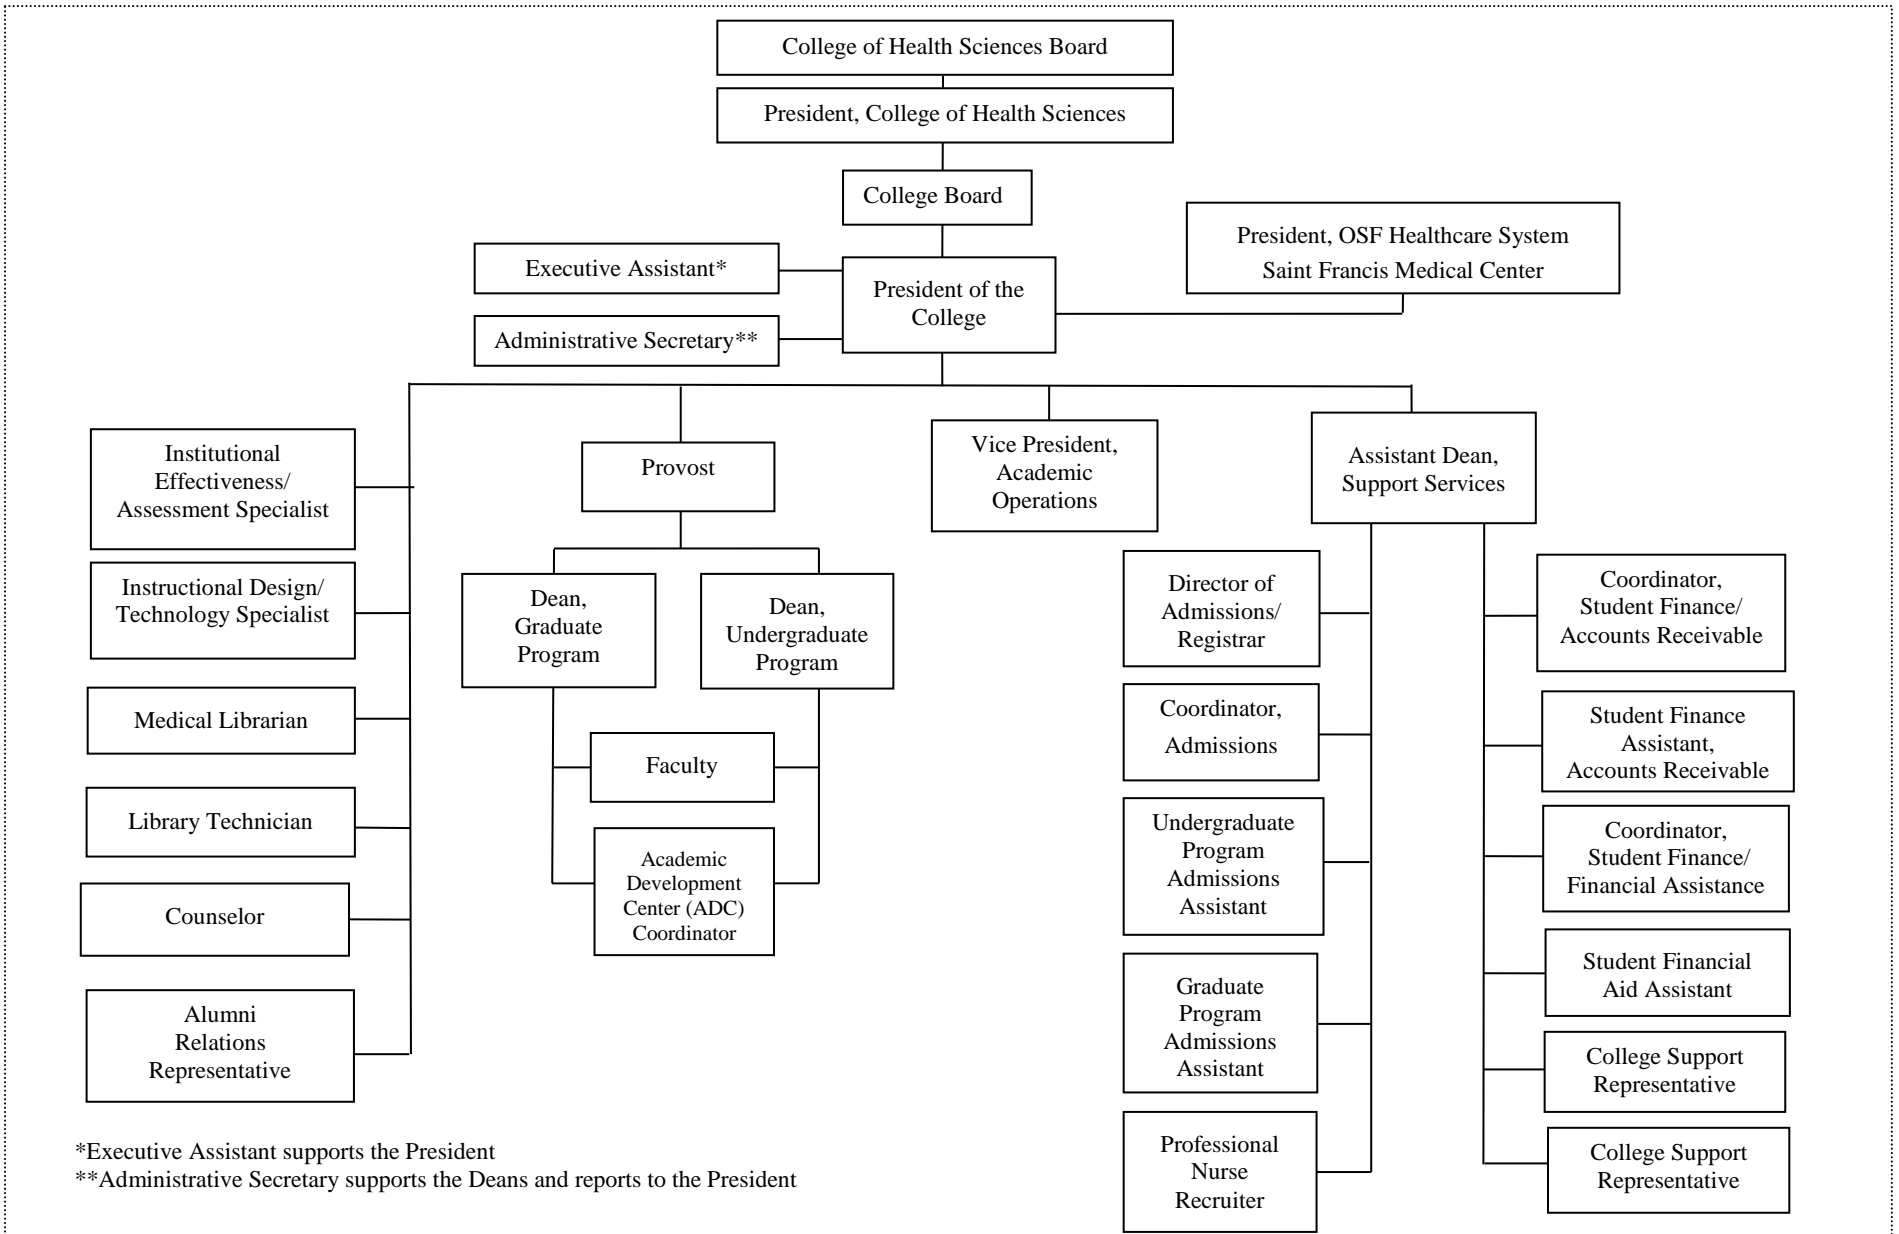 College of Health Sciences Board
President, College of Health Sciences
College Board
President, OSF Healthcare System
Saint Francis Medical Center
Executive Assistant*
President of the
College
Administrative Secretary**
Institutional
Effectiveness/
Assessment Specialist
Provost
Vice President,
Academic
Operations
Assistant Dean,
Support Services
Instructional Design/
Technology Specialist
Medical Librarian
Library Technician
Counselor
Alumni
Relations
Representative
Dean,
Graduate
Program
Dean,
Undergraduate
Program
Faculty
Academic
Development
Center (ADC)
Coordinator
Director of
Admissions/
Registrar
Coordinator,
Admissions
Undergraduate
Program
Admissions
Assistant
Graduate
Program
Admissions
Assistant
Professional
Nurse
Recruiter
Coordinator,
Student Finance/
Accounts Receivable
Student Finance
Assistant,
Accounts Receivable
Coordinator,
Student Finance/
Financial Assistance
Student Financial
Aid Assistant
College Support
Representative
College Support
Representative
*Executive Assistant supports the President
**Administrative Secretary supports the Deans and reports to the President